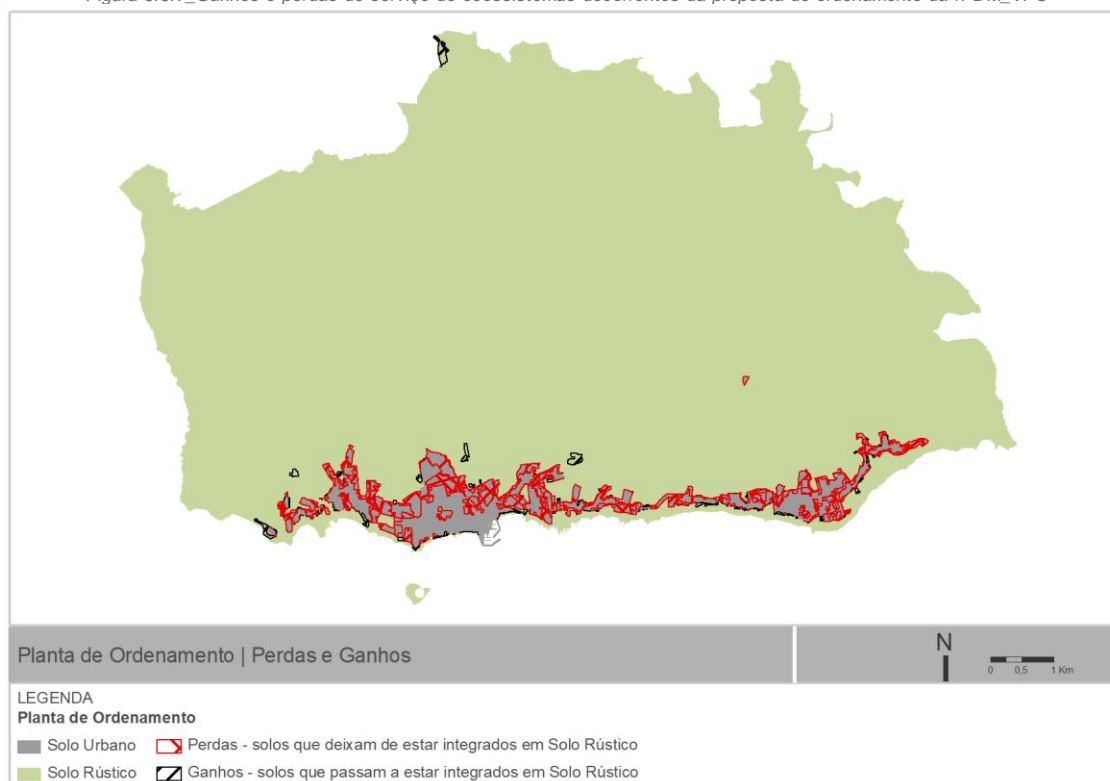 Planta de Ordenamento | Perdas e Ganhos
N
0 0,5 1 Km
LEGENDA
Planta de Ordenamento
Solo Urbano Perdas - solos que deixam de estar integrados em Solo Rústico
Solo Rústico Ganhos - solos que passam a estar integrados em Solo Rústico